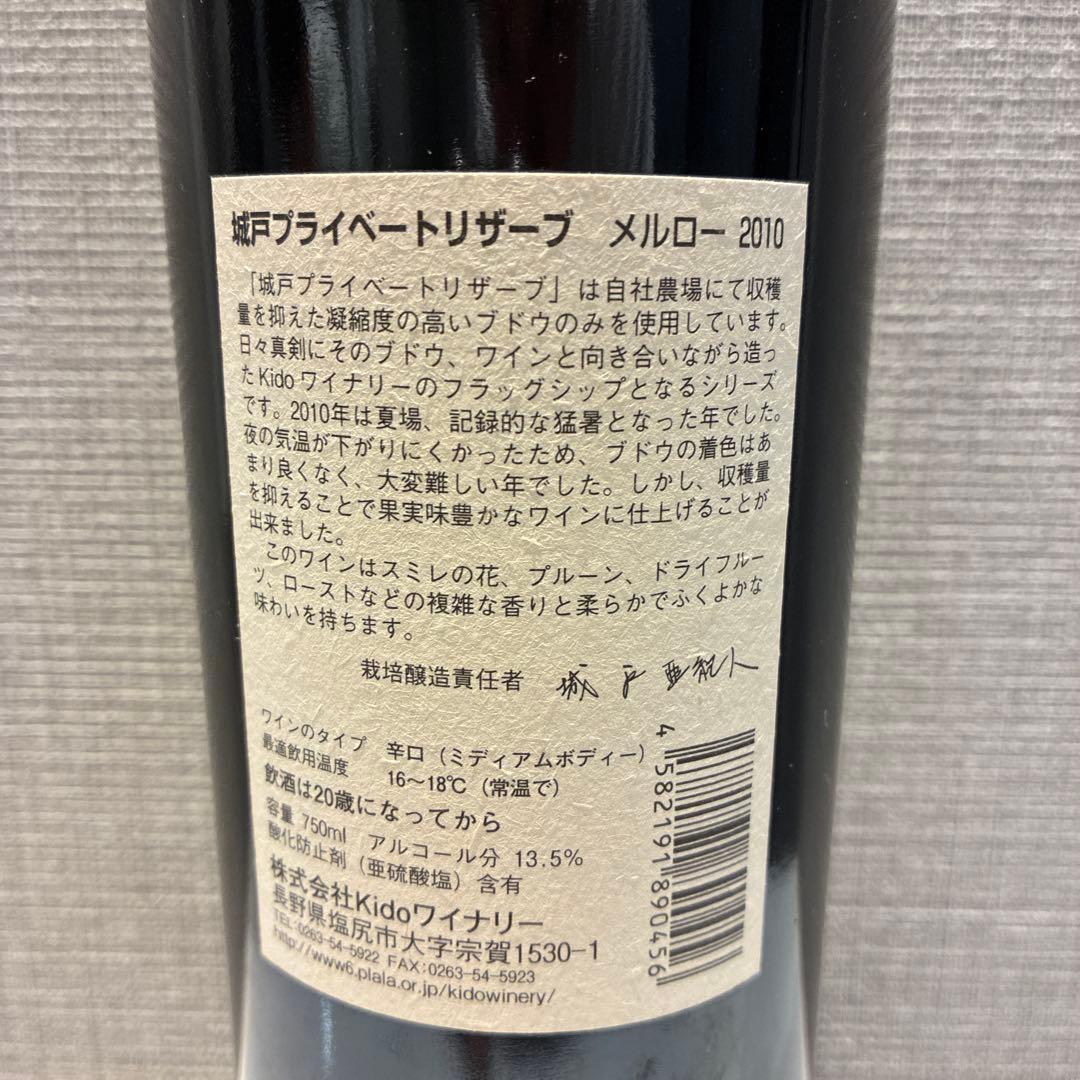 城戸プライベートリザーブ メルロー 2010
「城戸プライベートリザーブ」は自社農場にて収穫
量を抑えた凝縮度の高いブドウのみを使用しています。
日々真剣にそのブドウ、ワインと向き合いながら造っ
たKidoワイナリーのフラッグシップとなるシリーズ
です。2010年は夏場、記録的な猛暑となった年でした。
夜の気温が下がりにくかったため、ブドウの着色はあ
まり良くなく、大変難しい年でした。しかし、収穫量
を抑えることで果実味豊かなワインに仕上げることが
出来ました。
このワインはスミレの花、プルーン、ドライフルー
ツ、ローストなどの複雑な香りと柔らかでふくよかな
味わいを持ちます。
栽培醸造責任者 城戸亜紀人
ワインのタイプ 辛口（ミディアムボディー）
最適飲用温度 16～18℃（常温で）
飲酒は20歳になってから
容量 750ml アルコール分 13.5%
酸化防止剤（亜硫酸塩）含有
株式会社Kidoワイナリー
長野県塩尻市大字宗賀1530-1
TEL:0263-54-5922 FAX:0263-54-5923
http://www6.plala.or.jp/kidowinery/
4 582191 890456